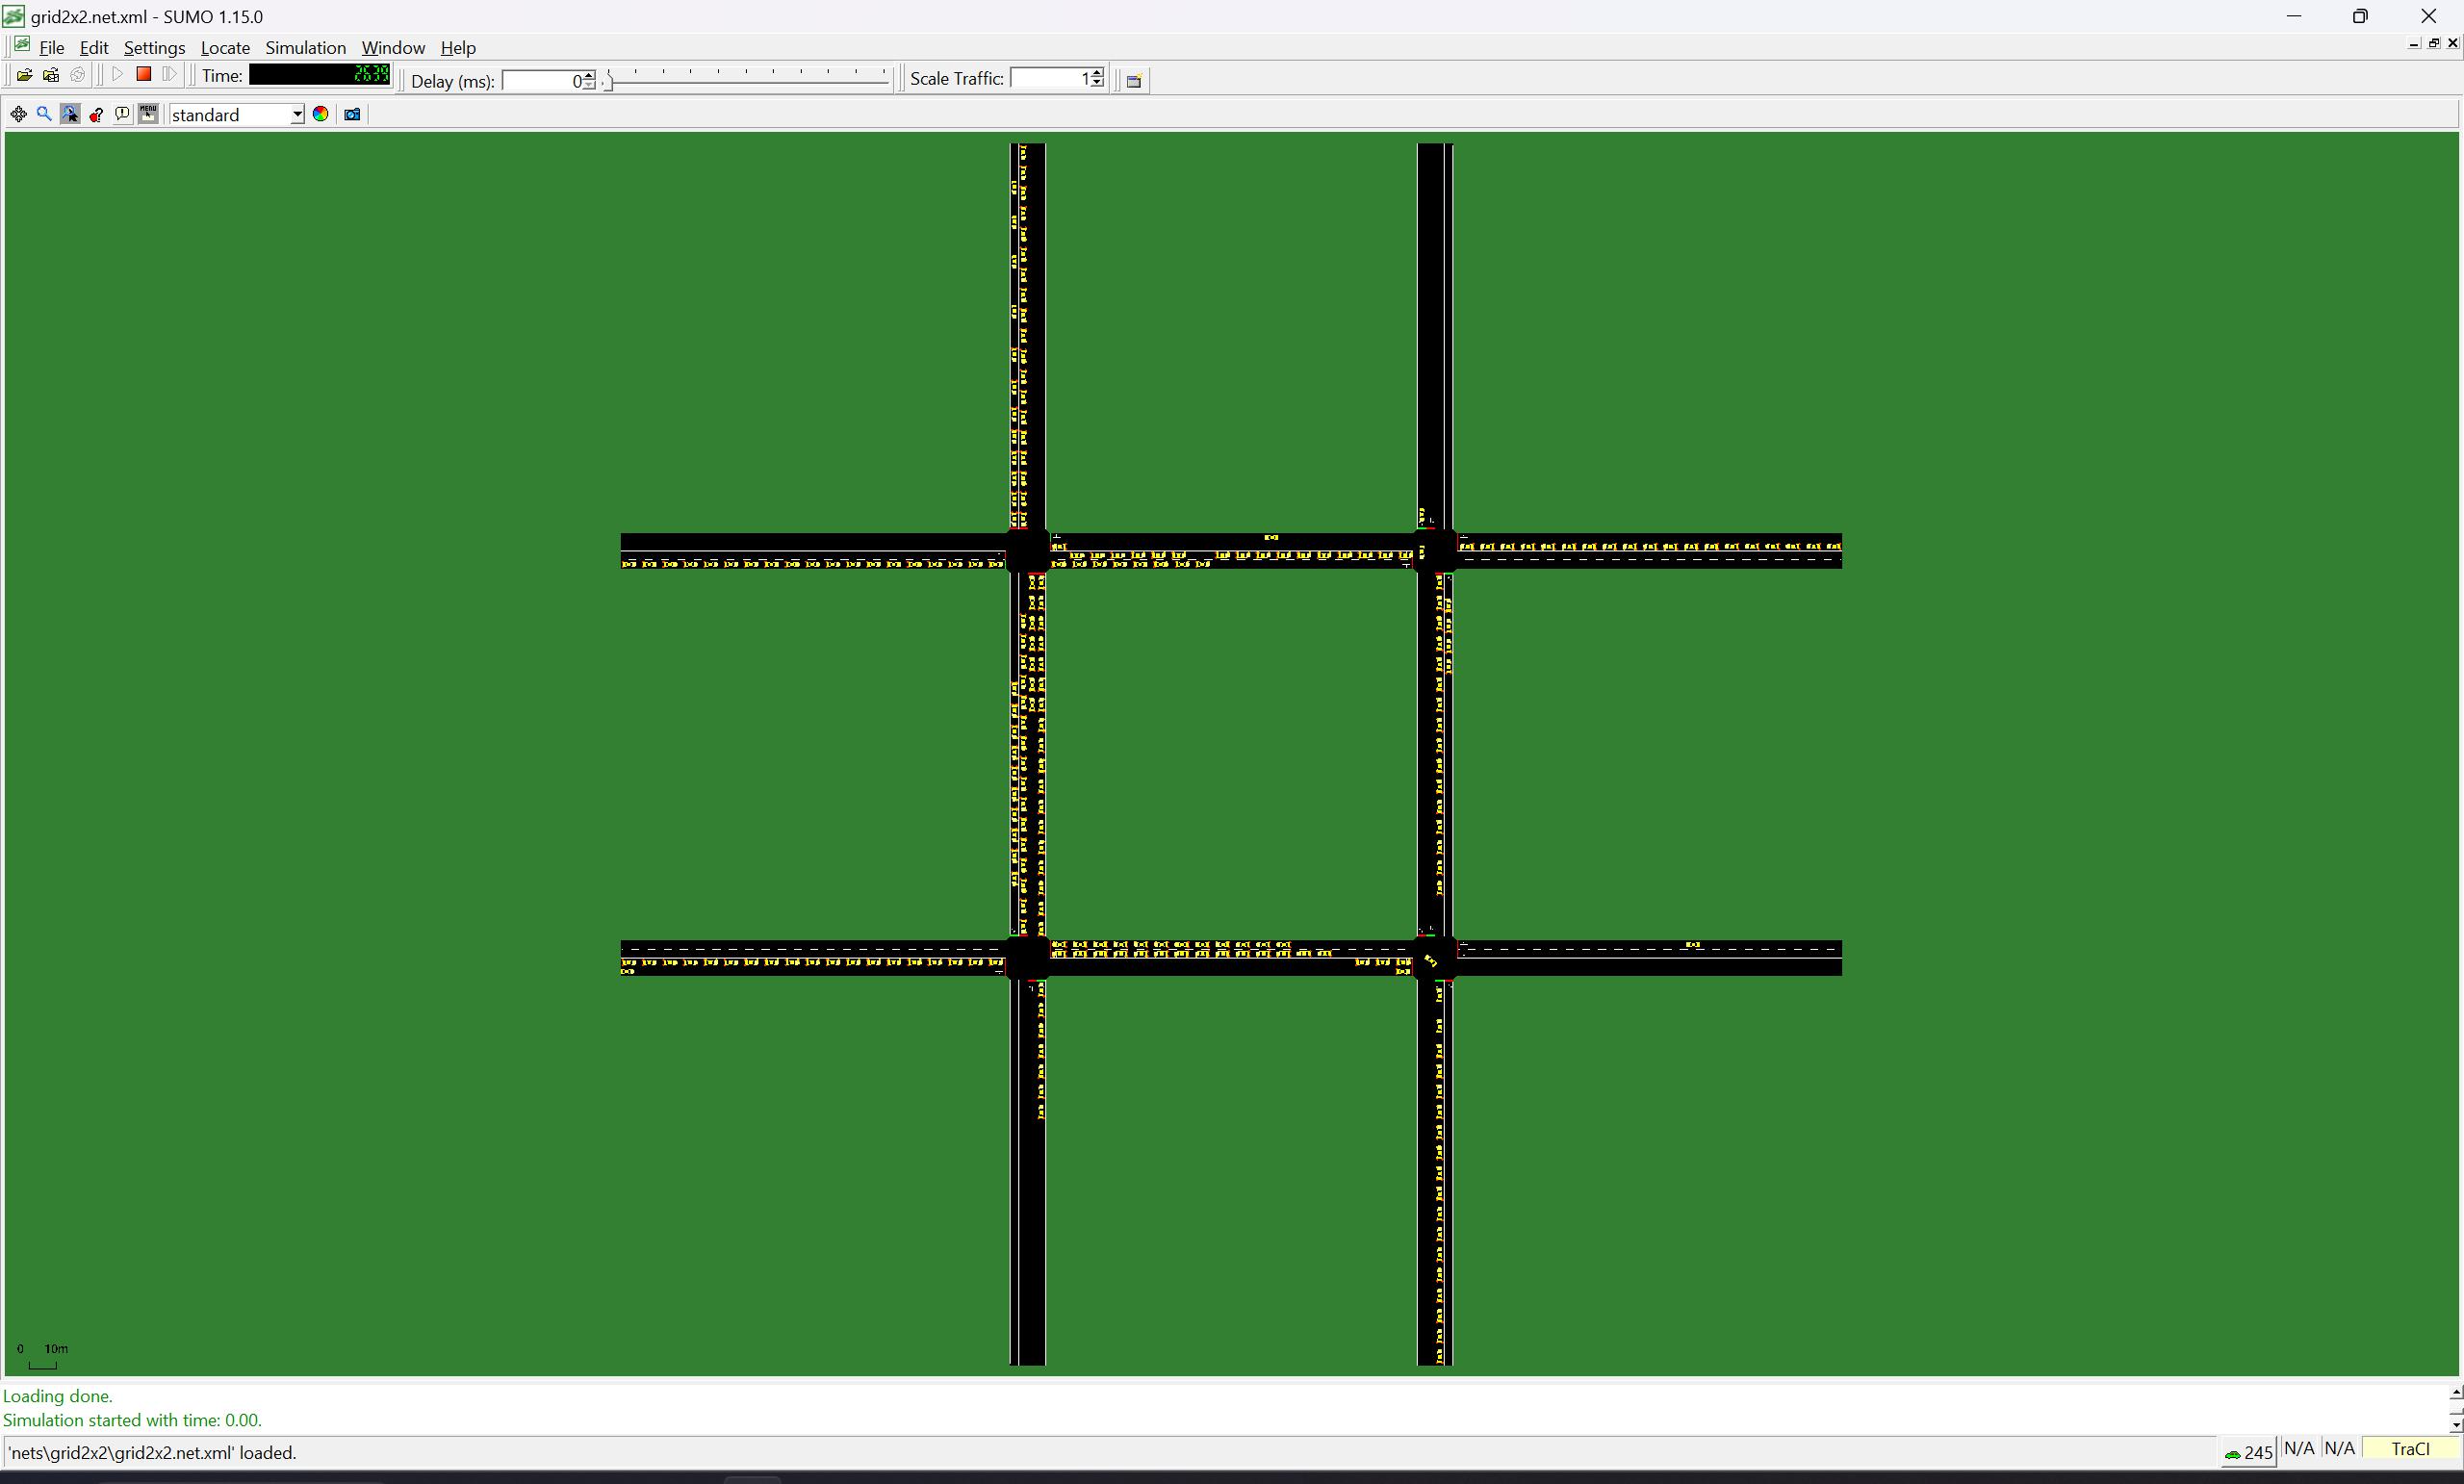 grid2x2.net.xml - SUMO 1.15.0
File Edit Settings Locate Simulation Window Help
Time: 2639 Delay (ms): 0 Scale Traffic: 1
MENU standard
0 10m
Loading done.
Simulation started with time: 0.00.
'nets\grid2x2\grid2x2.net.xml' loaded. 245 N/A N/A TraCI